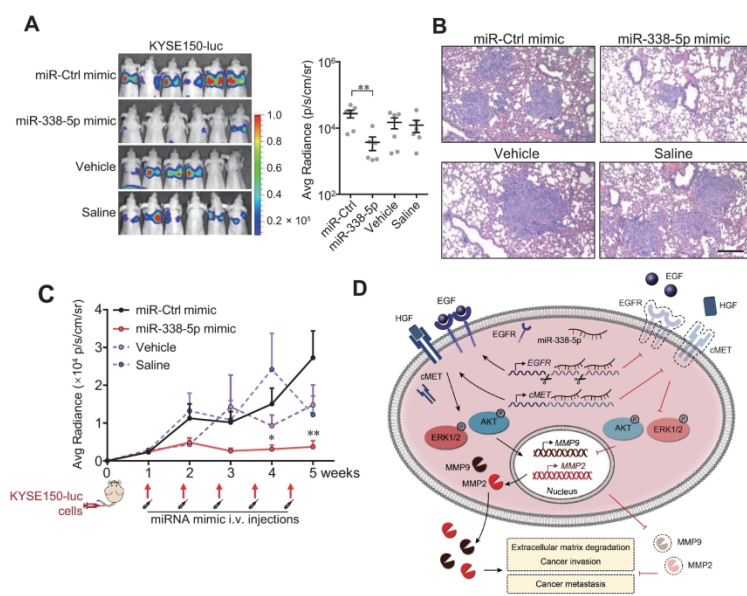 A
KYSE150-luc
miR-Ctrl mimic
miR-338-5p mimic
Vehicle
Saline
1.0
0.8
0.6
0.4
0.2 × 10⁵
Avg Radiance (p/s/cm/sr)
10⁶
10⁴
10²
**
miR-Ctrl
miR-338-5p
Vehicle
Saline
B
miR-Ctrl mimic
miR-338-5p mimic
Vehicle
Saline
C
Avg Radiance (×10⁴ p/s/cm/sr)
4
3
2
1
0
miR-Ctrl mimic
miR-338-5p mimic
Vehicle
Saline
*
**
0 1 2 3 4 5 weeks
KYSE150-luc
cells
miRNA mimic i.v. injections
D
EGF
HGF
cMET
EGFR
miR-338-5p
EGF
EGFR
HGF
cMET
EGFR
cMET
P
ERK1/2
P
AKT
P
AKT
P
ERK1/2
MMP9
MMP2
Nucleus
MMP9
MMP2
Extracellular matrix degradation
Cancer invasion
Cancer metastasis
MMP9
MMP2